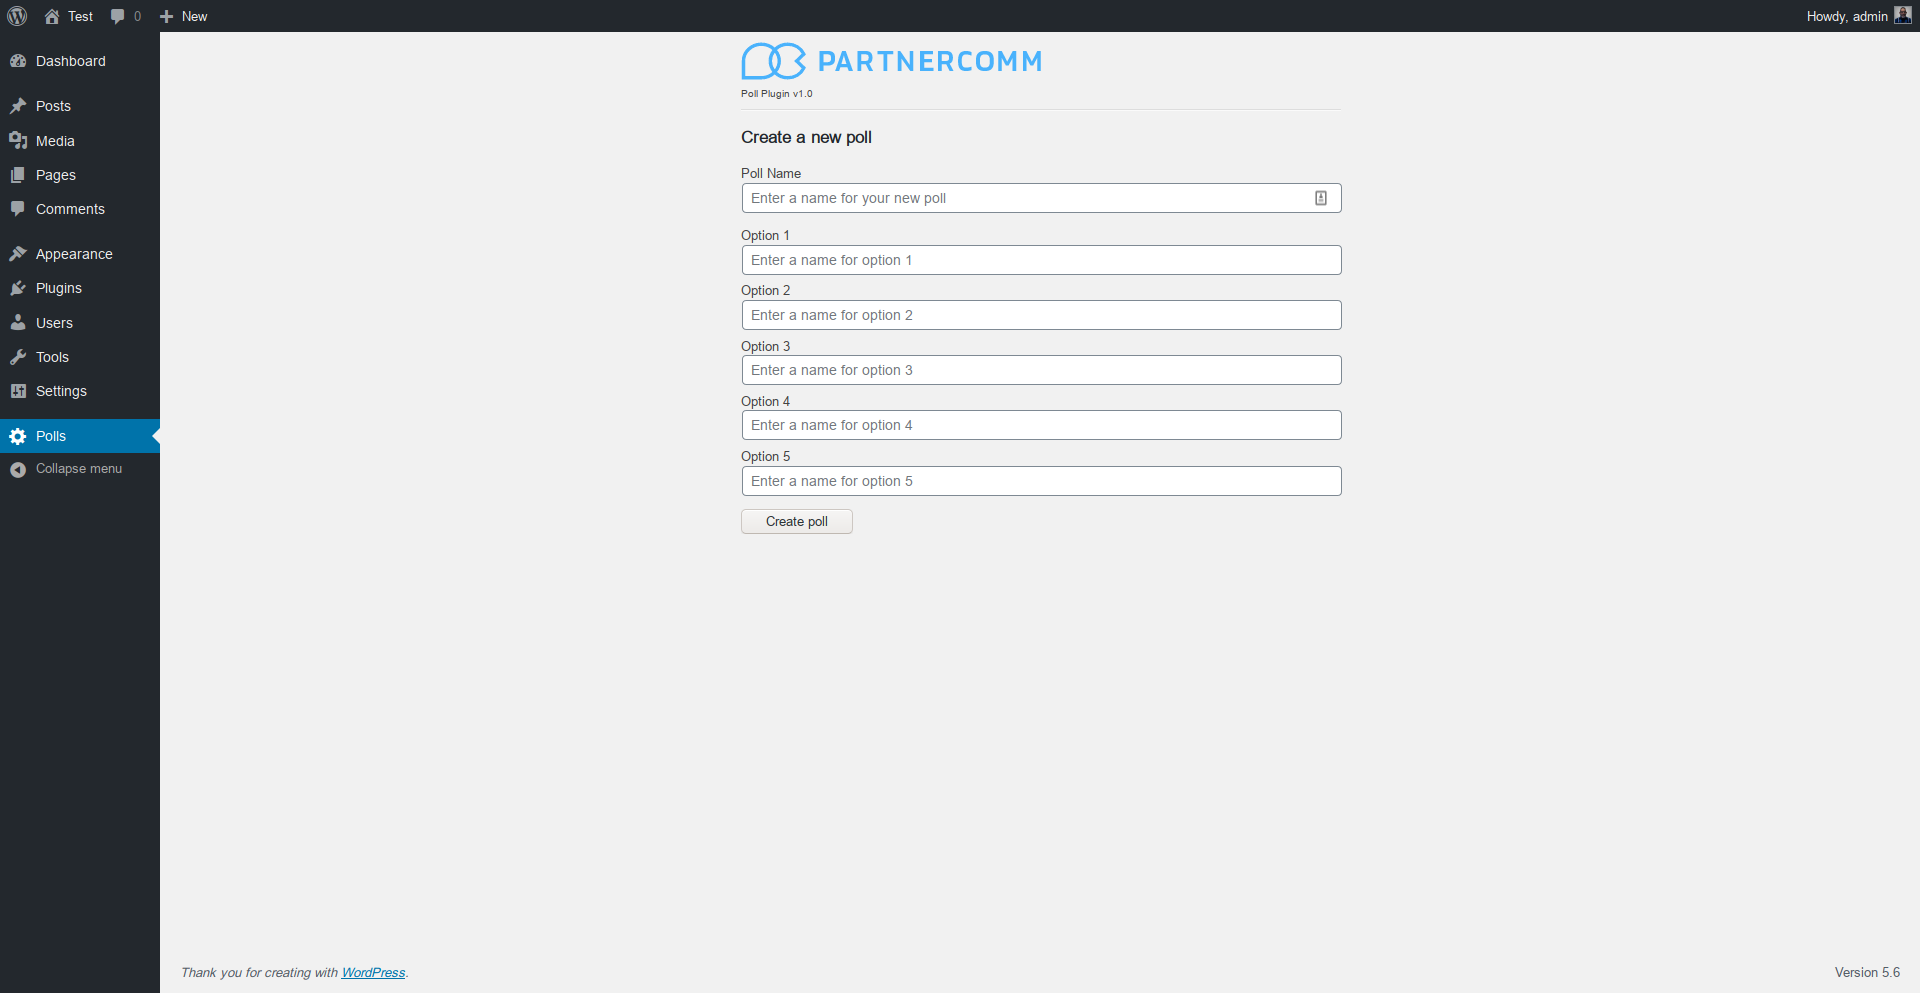 Test 0 New Howdy, admin
Dashboard
Posts
Media
Pages
Comments
Appearance
Plugins
Users
Tools
Settings
Polls
Collapse menu
PARTNERCOMM
Poll Plugin v1.0
Create a new poll
Poll Name
Enter a name for your new poll
Option 1
Enter a name for option 1
Option 2
Enter a name for option 2
Option 3
Enter a name for option 3
Option 4
Enter a name for option 4
Option 5
Enter a name for option 5
Create poll
Thank you for creating with WordPress. Version 5.6